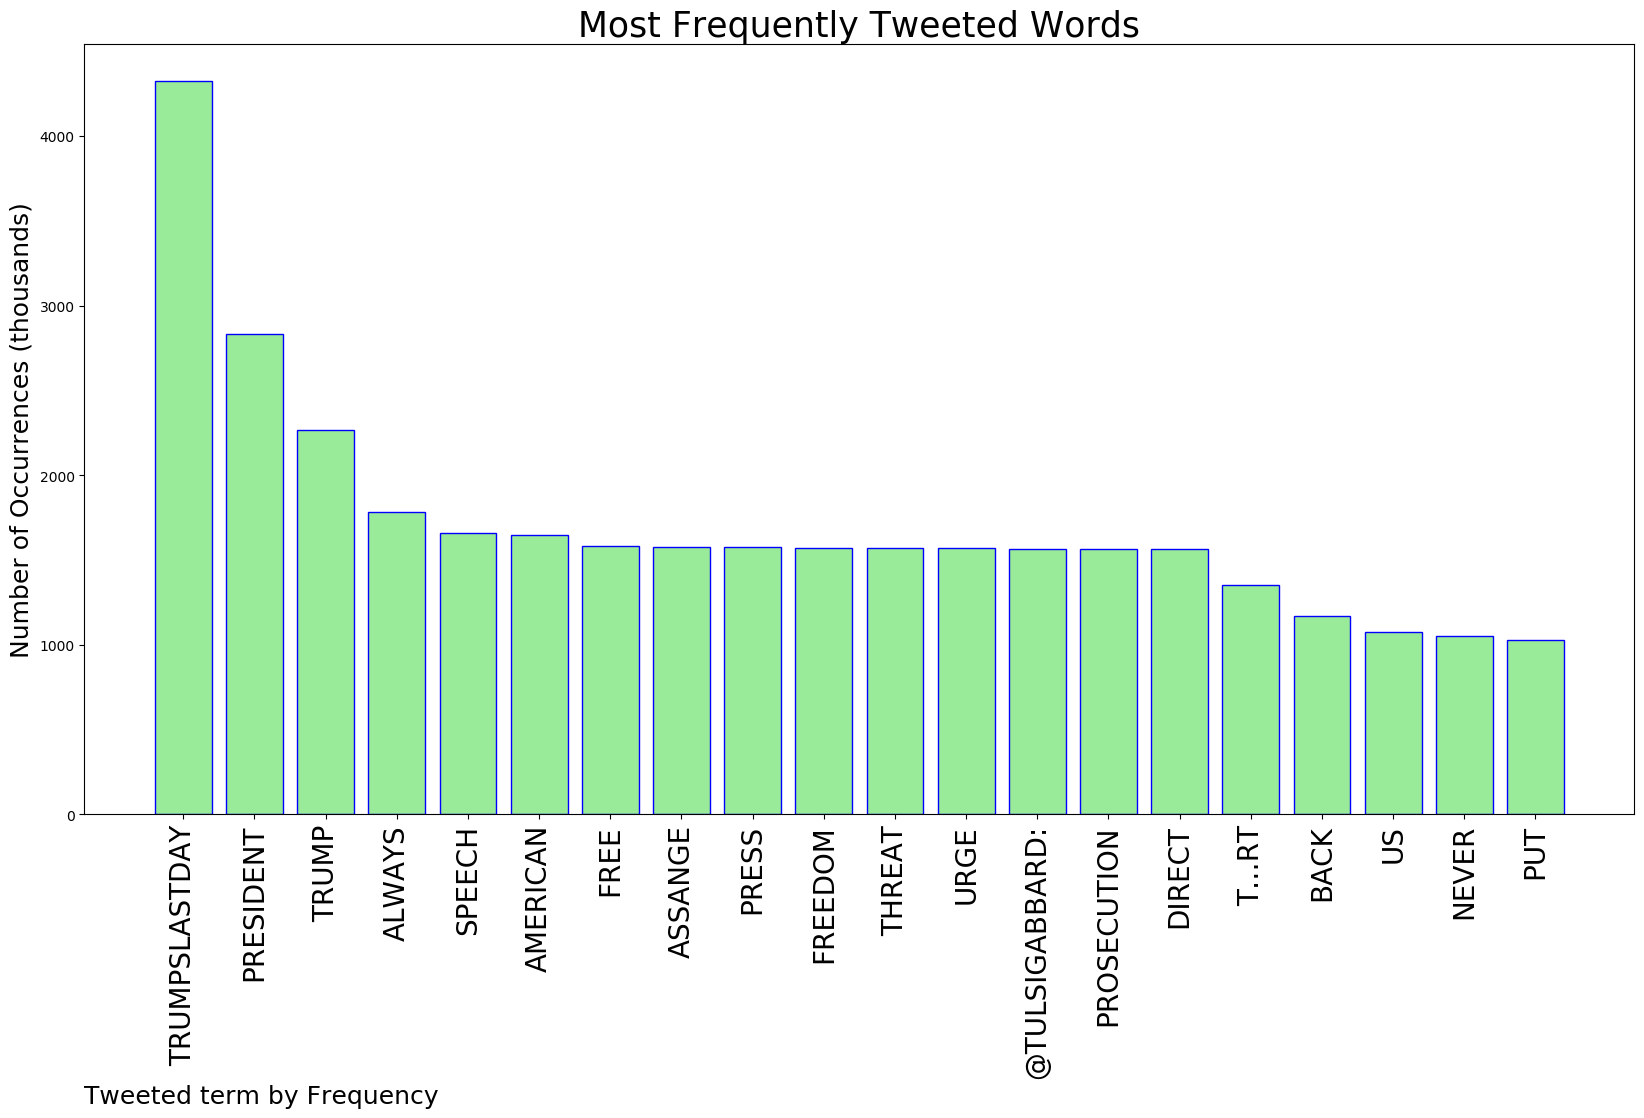 Most Frequently Tweeted Words
Number of Occurrences (thousands)
4000
3000
2000
1000
0
TRUMPSLASTDAY
PRESIDENT
TRUMP
ALWAYS
SPEECH
AMERICAN
FREE
ASSANGE
PRESS
FREEDOM
THREAT
URGE
@TULSIGABBARD:
PROSECUTION
DIRECT
T…RT
BACK
US
NEVER
PUT
Tweeted term by Frequency